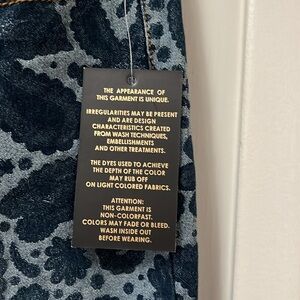 THE APPEARANCE OF
THIS GARMENT IS UNIQUE.
IRREGULARITIES MAY BE PRESENT
AND ARE DESIGN
CHARACTERISTICS CREATED
FROM WASH TECHNIQUES,
EMBELLISHMENTS
AND OTHER TREATMENTS.
THE DYES USED TO ACHIEVE
THE DEPTH OF THE COLOR
MAY RUB OFF
ON LIGHT COLORED FABRICS.
ATTENTION:
THIS GARMENT IS
NON-COLORFAST.
COLORS MAY FADE OR BLEED.
WASH INSIDE OUT
BEFORE WEARING.